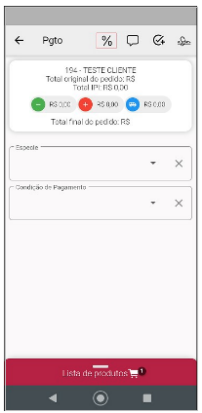 Pgto %
194 - TESTE CLIENTE
Total original do pedido: R$
Total IPI: R$ 0,00
R$ 0,00 R$ 0,00 R$ 0,00
Total final do pedido: R$
Especie
Condição de Pagamento
Lista de produtos 1